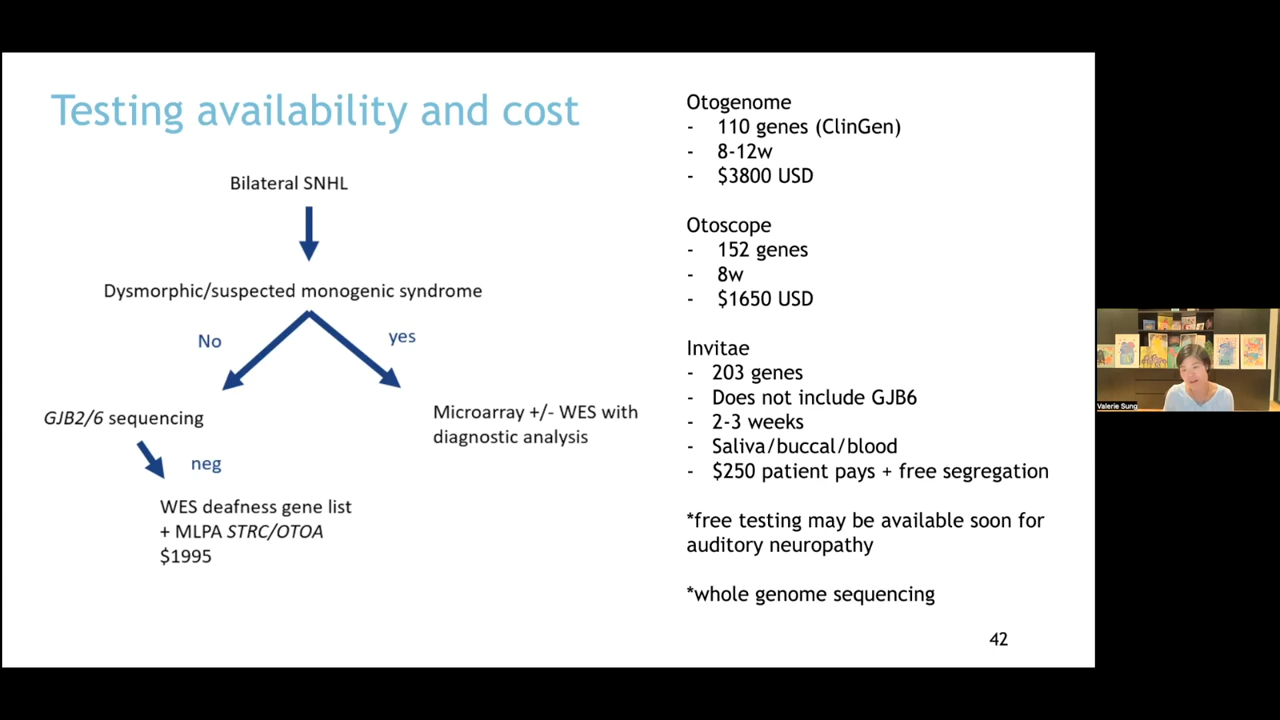 Testing availability and cost
Bilateral SNHL
Dysmorphic/suspected monogenic syndrome
No
yes
GJB2/6 sequencing
Microarray +/- WES with
diagnostic analysis
neg
WES deafness gene list
+ MLPA STRC/OTOA
$1995
Otogenome
- 110 genes (ClinGen)
- 8-12w
- $3800 USD
Otoscope
- 152 genes
- 8w
- $1650 USD
Invitae
- 203 genes
- Does not include GJB6
- 2-3 weeks
- Saliva/buccal/blood
- $250 patient pays + free segregation
*free testing may be available soon for
auditory neuropathy
*whole genome sequencing
42
Valerie Sung